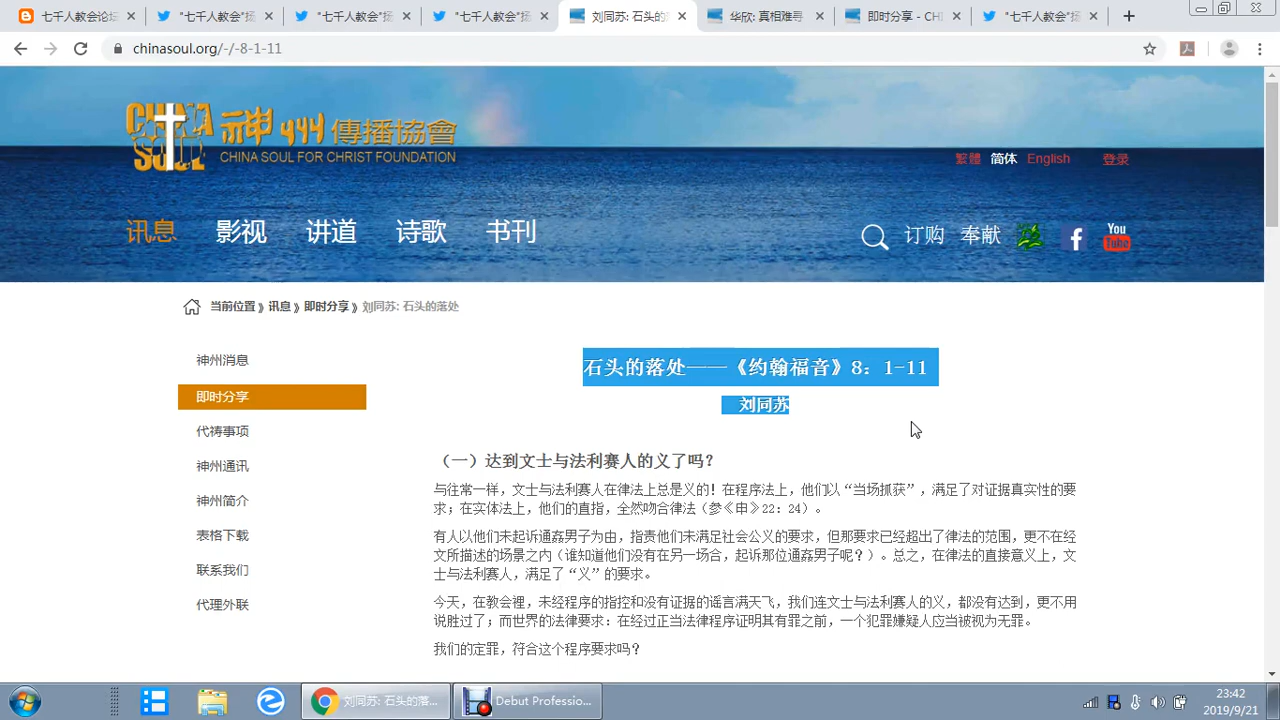 七千人教会论坛
"七千人教会"扬
"七千人教会"扬
"七千人教会"扬
刘同苏: 石头的
华欣: 真相难寻
即时分享 - CHI
"七千人教会"扬
chinasoul.org/-/-8-1-11
CHINA SOUL
神州傳播協會
CHINA SOUL FOR CHRIST FOUNDATION
繁體 简体 English 登录
讯息 影视 讲道 诗歌 书刊
订购 奉献 You Tube
当前位置 》 讯息 》 即时分享 》 刘同苏: 石头的落处
神州消息
即时分享
代祷事项
神州通讯
神州简介
表格下载
联系我们
代理外联
石头的落处——《约翰福音》8：1-11
刘同苏
（一）达到文士与法利赛人的义了吗？
与往常一样，文士与法利赛人在律法上总是义的！在程序法上，他们以“当场抓获”，满足了对证据真实性的要
求；在实体法上，他们的直指，全然吻合律法（参《申》22：24）。
有人以他们未起诉通姦男子为由，指责他们未满足社会公义的要求，但那要求已经超出了律法的范围，更不在经
文所描述的场景之内（谁知道他们没有在另一场合，起诉那位通姦男子呢？）。总之，在律法的直接意义上，文
士与法利赛人，满足了“义”的要求。
今天，在教会裡，未经程序的指控和没有证据的谣言满天飞，我们连文士与法利赛人的义，都没有达到，更不用
说胜过了；而世界的法律要求：在经过正当法律程序证明其有罪之前，一个犯罪嫌疑人应当被视为无罪。
我们的定罪，符合这个程序要求吗？
刘同苏: 石头的落...
Debut Professio...
23:42
2019/9/21